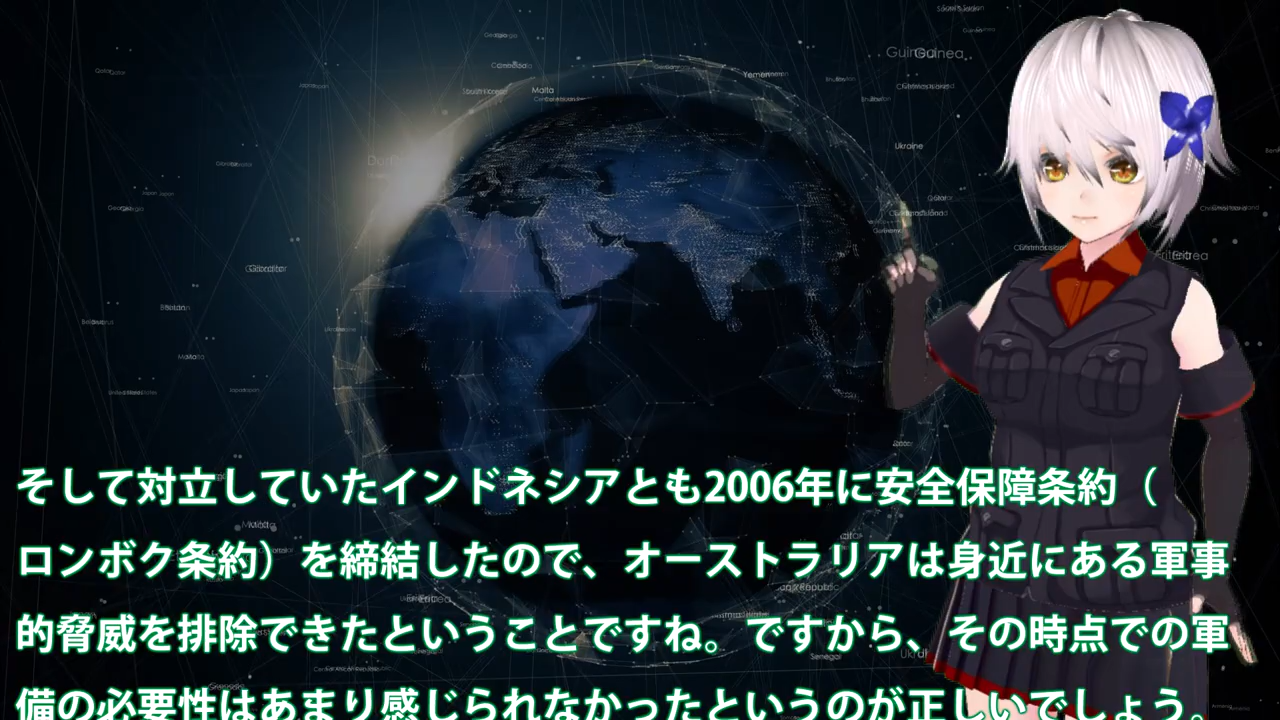 Guinea
Malta
Yemen
Ukraine
そして対立していたインドネシアとも2006年に安全保障条約（
ロンボク条約）を締結したので、オーストラリアは身近にある軍事
的脅威を排除できたということですね。ですから、その時点での軍
備の必要性はあまり感じられなかったというのが正しいでしょう。